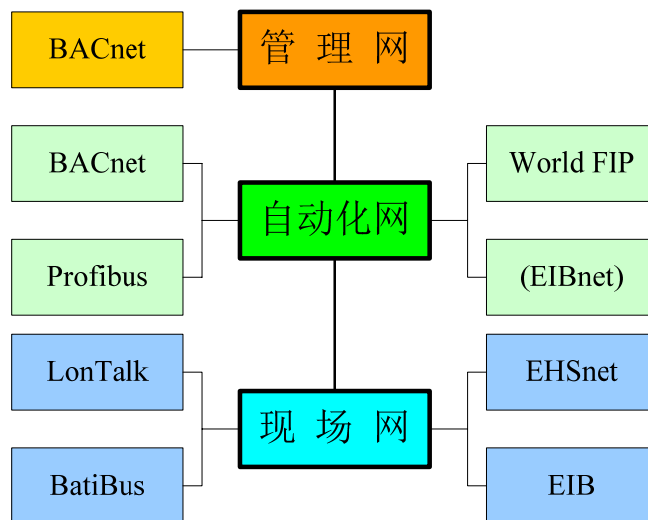 BACnet
管 理 网
BACnet
World FIP
自动化网
Profibus
(EIBnet)
LonTalk
EHSnet
现 场 网
BatiBus
EIB